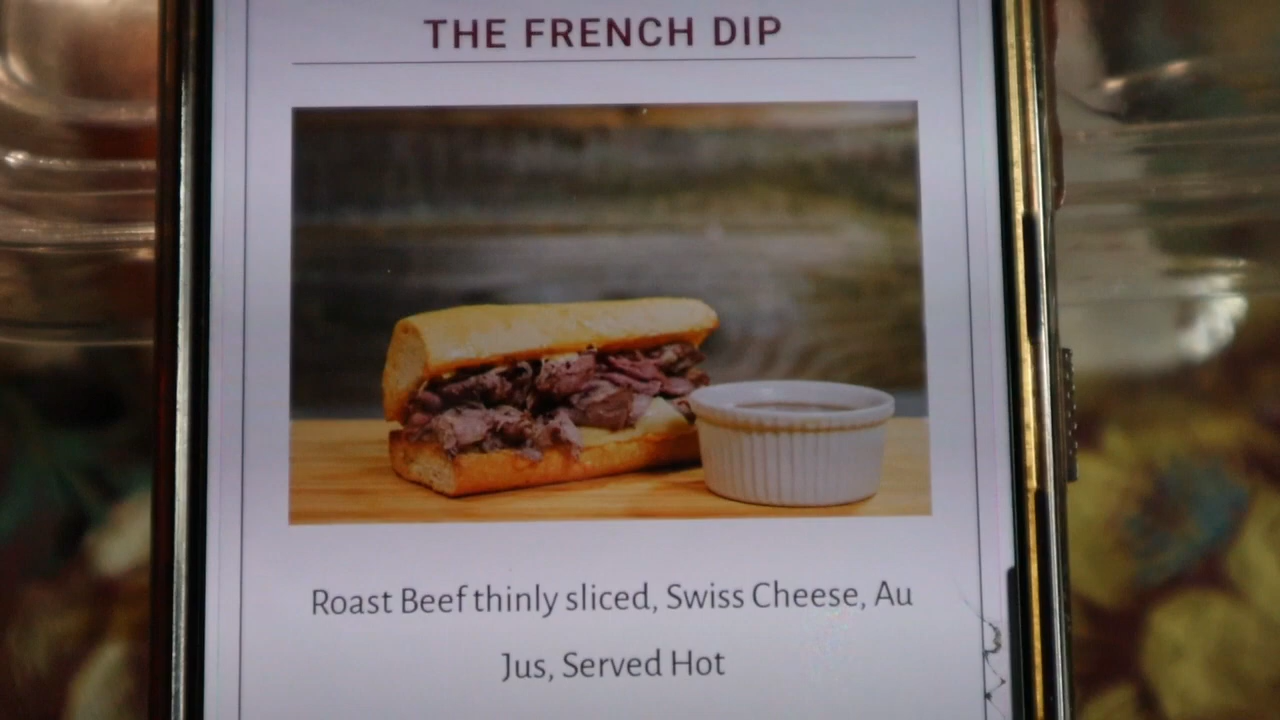 THE FRENCH DIP
Roast Beef thinly sliced, Swiss Cheese, Au
Jus, Served Hot